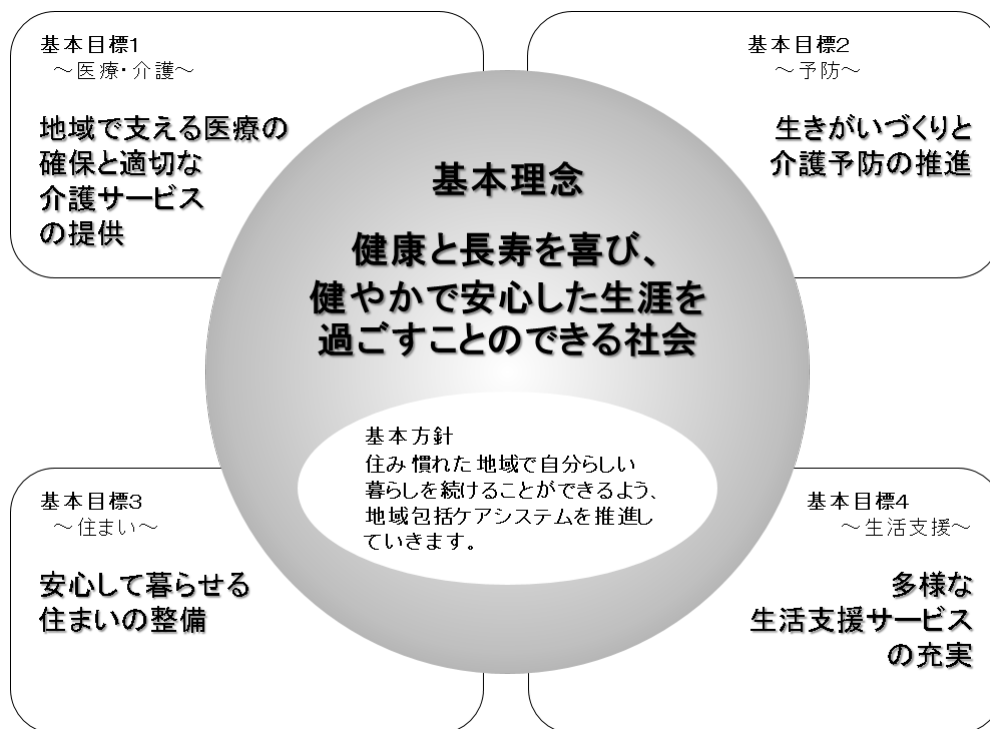 基本目標1
～医療・介護～
地域で支える医療の
確保と適切な
介護サービス
の提供
基本目標2
～予防～
生きがいづくりと
介護予防の推進
基本理念
健康と長寿を喜び、
健やかで安心した生涯を
過ごすことのできる社会
基本方針
住み慣れた地域で自分らしい
暮らしを続けることができるよう、
地域包括ケアシステムを推進し
ていきます。
基本目標3
～住まい～
安心して暮らせる
住まいの整備
基本目標4
～生活支援～
多様な
生活支援サービス
の充実